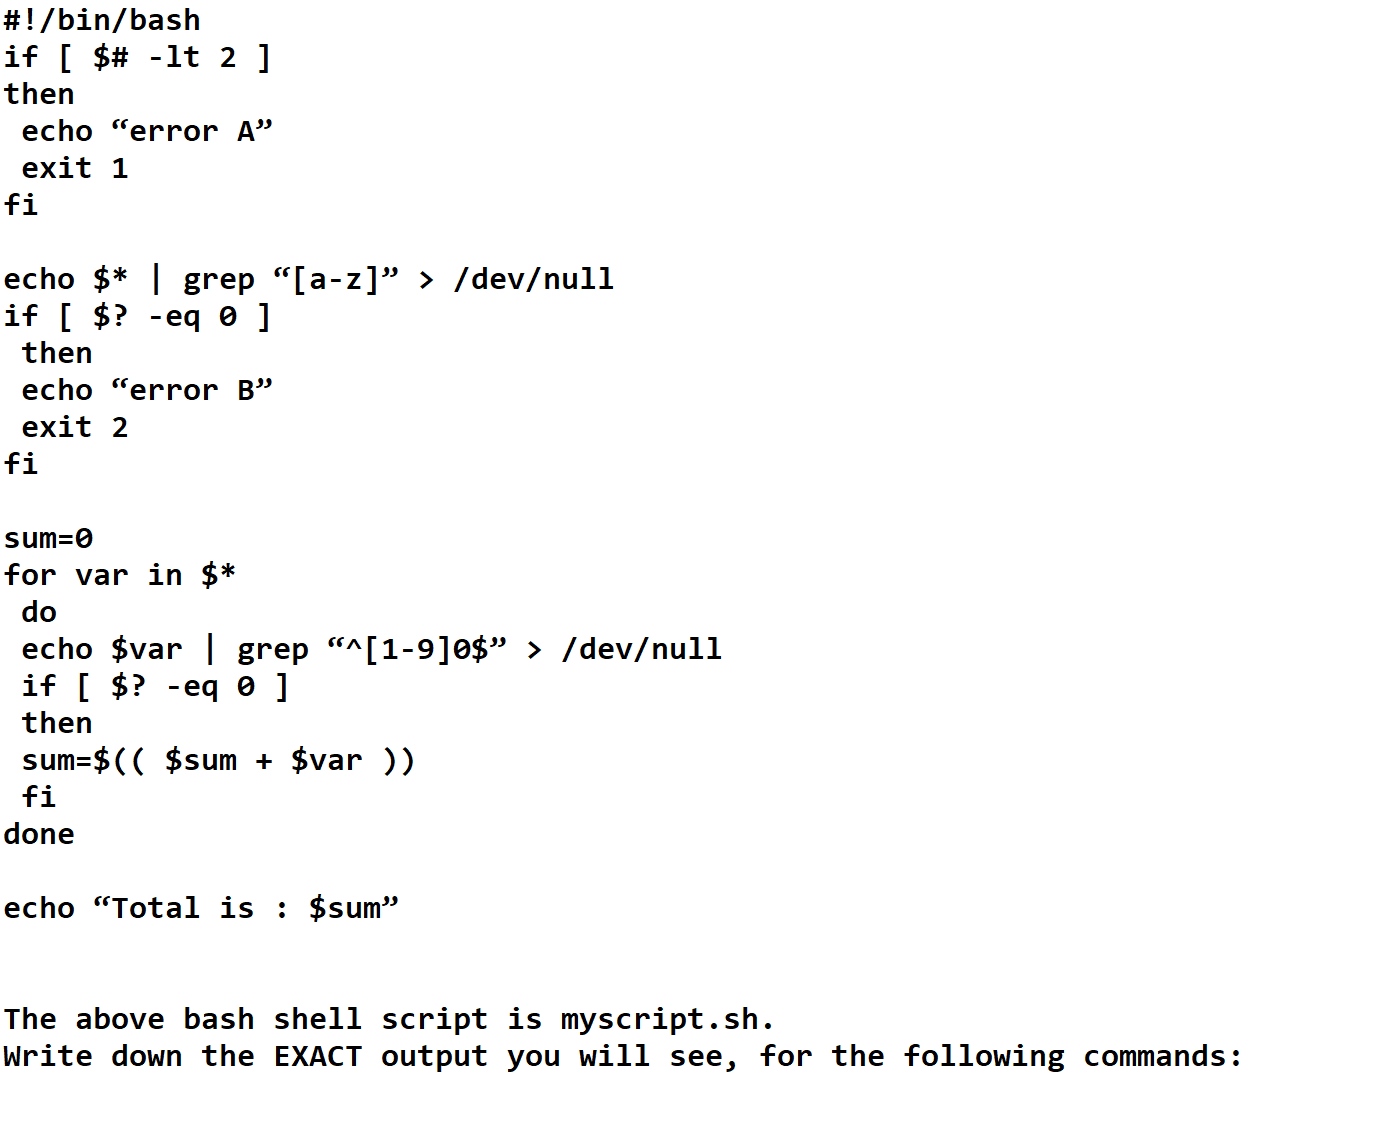 #!/bin/bash
if [ $# -lt 2 ]
then
 echo “error A”
 exit 1
fi

echo $* | grep “[a-z]” > /dev/null
if [ $? -eq 0 ]
 then
 echo “error B”
 exit 2
fi

sum=0
for var in $*
 do
 echo $var | grep “^[1-9]0$” > /dev/null
 if [ $? -eq 0 ]
 then
 sum=$(( $sum + $var ))
 fi
done

echo “Total is : $sum”

The above bash shell script is myscript.sh.
Write down the EXACT output you will see, for the following commands: